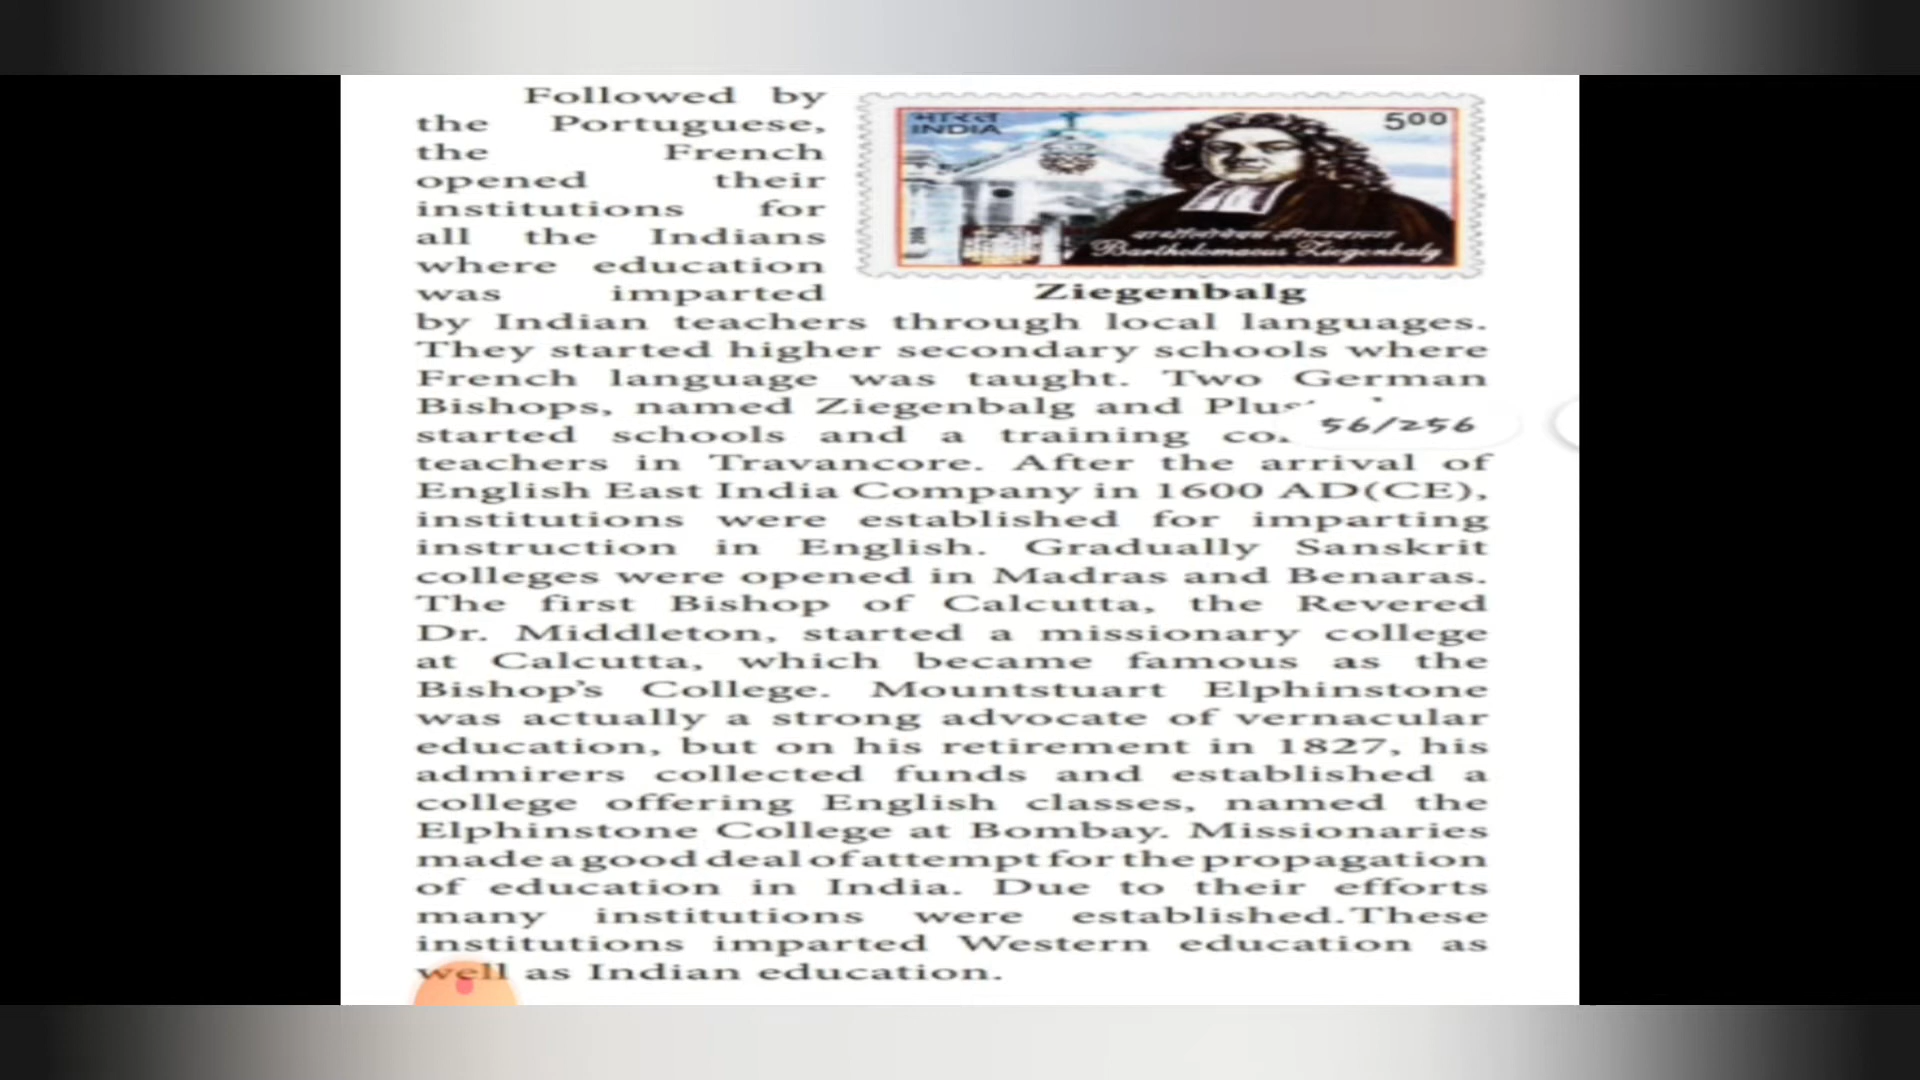 Followed by
the Portuguese,
the French
opened their
institutions for
all the Indians
where education
was imparted
भारत
INDIA
500
Bartholomaeus Ziegenbalg
Ziegenbalg
by Indian teachers through local languages.
They started higher secondary schools where
French language was taught. Two German
Bishops, named Ziegenbalg and
56/256
started schools and a training
teachers in Travancore. After the arrival of
English East India Company in 1600 AD(CE),
institutions were established for imparting
instruction in English. Gradually Sanskrit
colleges were opened in Madras and Benaras.
The first Bishop of Calcutta, the Revered
Dr. Middleton, started a missionary college
at Calcutta, which became famous as the
Bishop's College. Mountstuart Elphinstone
was actually a strong advocate of vernacular
education, but on his retirement in 1827, his
admirers collected funds and established a
college offering English classes, named the
Elphinstone College at Bombay. Missionaries
made a good deal of attempt for the propagation
of education in India. Due to their efforts
many institutions were established.These
institutions imparted Western education as
well as Indian education.